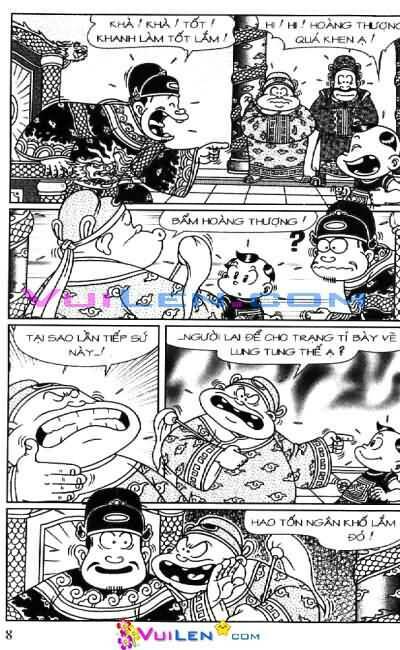 KHÀ! KHÀ! TỐT!
KHANH LÀM TỐT LẮM!
HI! HI! HOÀNG THƯỢNG
QUÁ KHEN Ạ!
BẨM HOÀNG THƯỢNG!
?
VUILEN.COM
TẠI SAO LẦN TIẾP SỨ
NÀY...!
...NGƯỜI LẠI ĐỂ CHO TRẠNG TÍ BÀY VẼ
LUNG TUNG THẾ Ạ?
HAO TỐN NGÂN KHỐ LẮM
ĐÓ!
8
VUILEN.COM